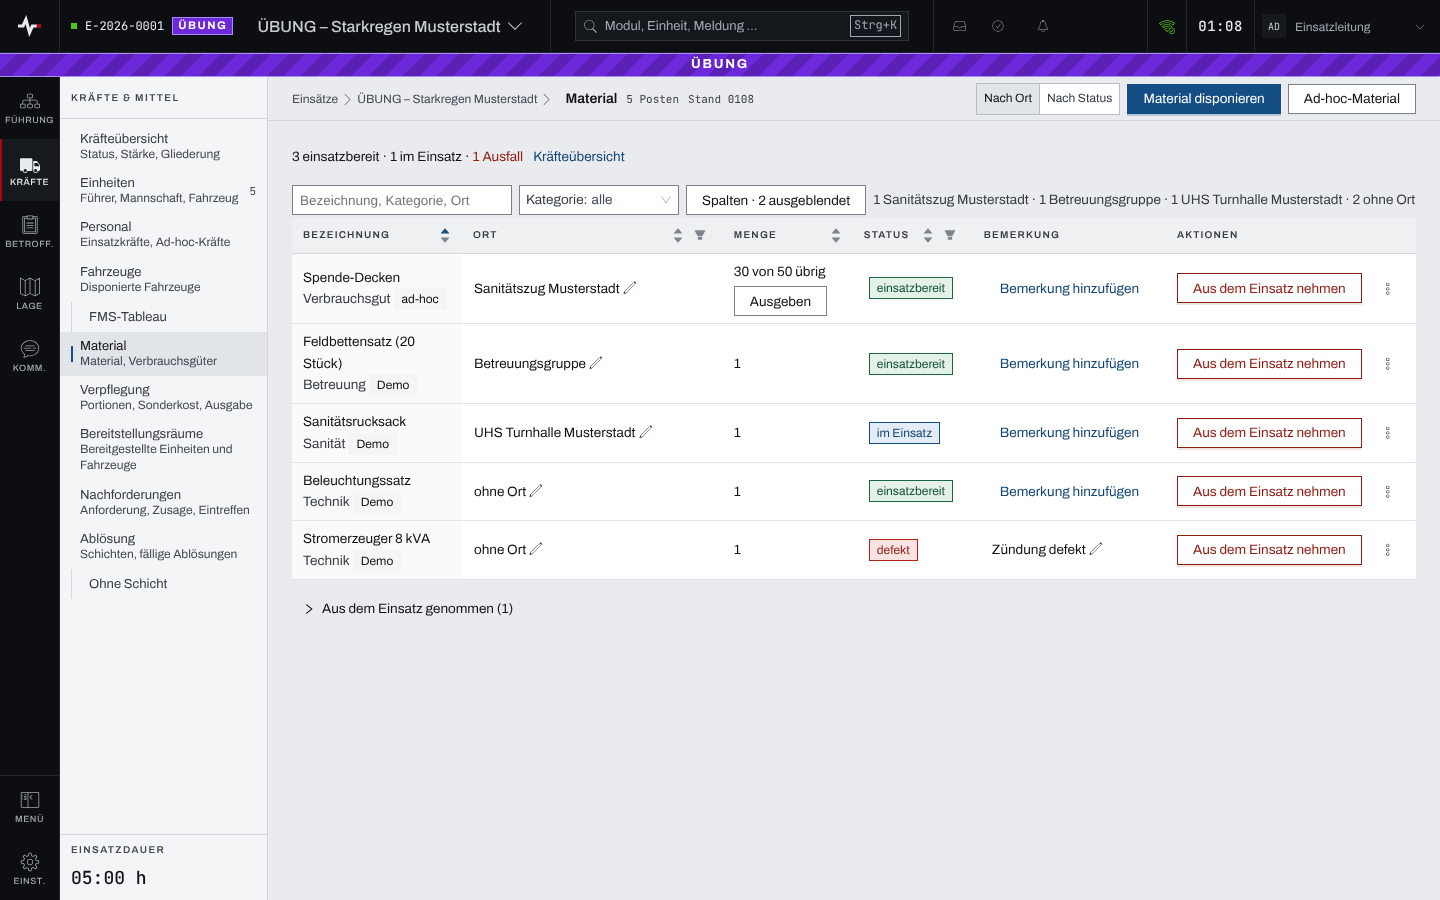 E-2026-0001 ÜBUNG ÜBUNG – Starkregen Musterstadt Modul, Einheit, Meldung ... Strg+K 01:08 AD Einsatzleitung
ÜBUNG
FÜHRUNG
KRÄFTE
BETROFF.
LAGE
KOMM.
MENÜ
EINST.
KRÄFTE & MITTEL
Kräfteübersicht
Status, Stärke, Gliederung
Einheiten
Führer, Mannschaft, Fahrzeug 5
Personal
Einsatzkräfte, Ad-hoc-Kräfte
Fahrzeuge
Disponierte Fahrzeuge
FMS-Tableau
Material
Material, Verbrauchsgüter
Verpflegung
Portionen, Sonderkost, Ausgabe
Bereitstellungsräume
Bereitgestellte Einheiten und
Fahrzeuge
Nachforderungen
Anforderung, Zusage, Eintreffen
Ablösung
Schichten, fällige Ablösungen
Ohne Schicht
EINSATZDAUER
05:00 h
Einsätze ÜBUNG – Starkregen Musterstadt Material 5 Posten Stand 0108 Nach Ort Nach Status Material disponieren Ad-hoc-Material
3 einsatzbereit · 1 im Einsatz · 1 Ausfall Kräfteübersicht
Bezeichnung, Kategorie, Ort Kategorie: alle Spalten · 2 ausgeblendet 1 Sanitätszug Musterstadt · 1 Betreuungsgruppe · 1 UHS Turnhalle Musterstadt · 2 ohne Ort
BEZEICHNUNG ORT MENGE STATUS BEMERKUNG AKTIONEN
Spende-Decken
Verbrauchsgut ad-hoc
Sanitätszug Musterstadt
30 von 50 übrig
Ausgeben
einsatzbereit
Bemerkung hinzufügen
Aus dem Einsatz nehmen
Feldbettensatz (20
Stück)
Betreuung Demo
Betreuungsgruppe
1
einsatzbereit
Bemerkung hinzufügen
Aus dem Einsatz nehmen
Sanitätsrucksack
Sanität Demo
UHS Turnhalle Musterstadt
1
im Einsatz
Bemerkung hinzufügen
Aus dem Einsatz nehmen
Beleuchtungssatz
Technik Demo
ohne Ort
1
einsatzbereit
Bemerkung hinzufügen
Aus dem Einsatz nehmen
Stromerzeuger 8 kVA
Technik Demo
ohne Ort
1
defekt
Zündung defekt
Aus dem Einsatz nehmen
Aus dem Einsatz genommen (1)